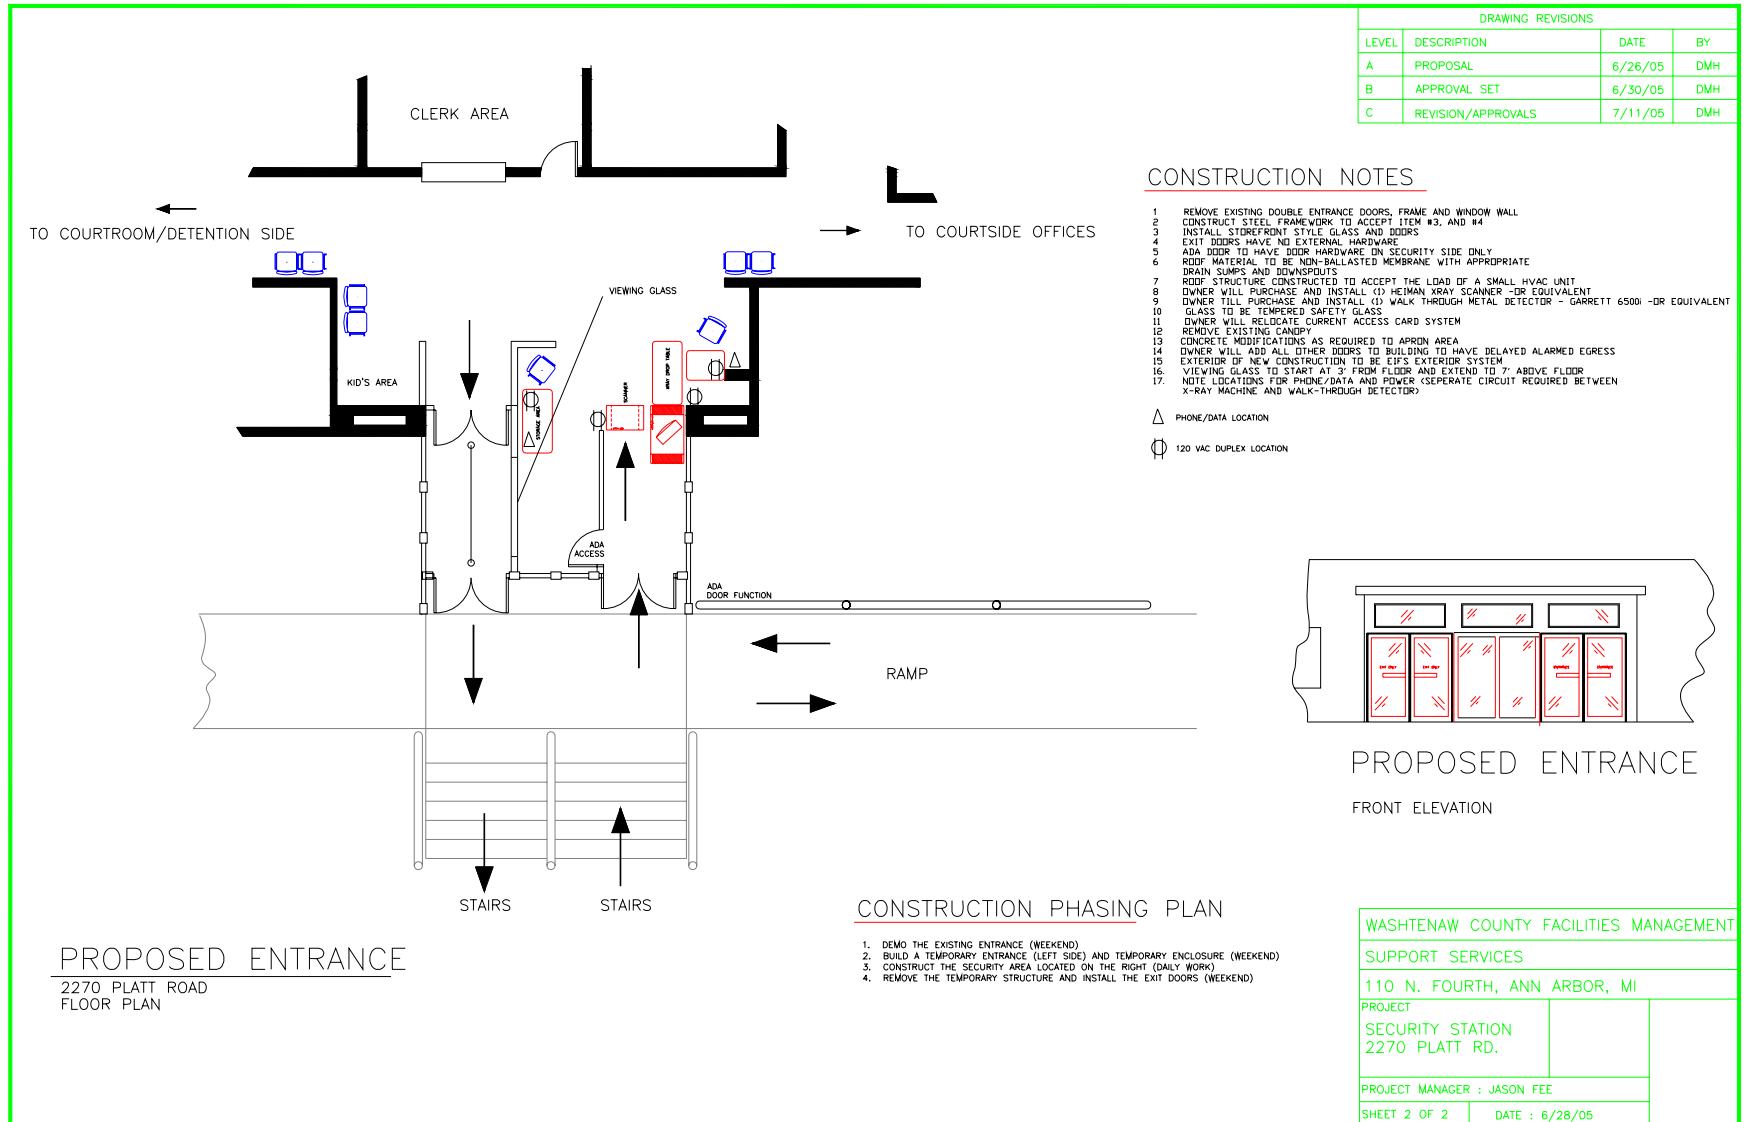 DRAWING REVISIONS
LEVEL DESCRIPTION DATE BY
A PROPOSAL 6/26/05 DMH
B APPROVAL SET 6/30/05 DMH
C REVISION/APPROVALS 7/11/05 DMH
CLERK AREA
TO COURTROOM/DETENTION SIDE
TO COURTSIDE OFFICES
VIEWING GLASS
KID'S AREA
SCANNER
XRAY DROP TABLE
STORAGE AREA
ADA
ACCESS
ADA
DOOR FUNCTION
RAMP
STAIRS
STAIRS
PROPOSED ENTRANCE
2270 PLATT ROAD
FLOOR PLAN
CONSTRUCTION NOTES
1 REMOVE EXISTING DOUBLE ENTRANCE DOORS, FRAME AND WINDOW WALL
2 CONSTRUCT STEEL FRAMEWORK TO ACCEPT ITEM #3, AND #4
3 INSTALL STOREFRONT STYLE GLASS AND DOORS
4 EXIT DOORS HAVE NO EXTERNAL HARDWARE
5 ADA DOOR TO HAVE DOOR HARDWARE ON SECURITY SIDE ONLY
6 ROOF MATERIAL TO BE NON-BALLASTED MEMBRANE WITH APPROPRIATE
DRAIN SUMPS AND DOWNSPOUTS
7 ROOF STRUCTURE CONSTRUCTED TO ACCEPT THE LOAD OF A SMALL HVAC UNIT
8 OWNER WILL PURCHASE AND INSTALL (1) HEIMAN XRAY SCANNER -OR EQUIVALENT
9 OWNER TILL PURCHASE AND INSTALL (1) WALK THROUGH METAL DETECTOR - GARRETT 6500i -OR EQUIVALENT
10 GLASS TO BE TEMPERED SAFETY GLASS
11 OWNER WILL RELOCATE CURRENT ACCESS CARD SYSTEM
12 REMOVE EXISTING CANOPY
13 CONCRETE MODIFICATIONS AS REQUIRED TO APRON AREA
14 OWNER WILL ADD ALL OTHER DOORS TO BUILDING TO HAVE DELAYED ALARMED EGRESS
15 EXTERIOR OF NEW CONSTRUCTION TO BE EIFS EXTERIOR SYSTEM
16. VIEWING GLASS TO START AT 3' FROM FLOOR AND EXTEND TO 7' ABOVE FLOOR
17. NOTE LOCATIONS FOR PHONE/DATA AND POWER (SEPERATE CIRCUIT REQUIRED BETWEEN
X-RAY MACHINE AND WALK-THROUGH DETECTOR)
PHONE/DATA LOCATION
120 VAC DUPLEX LOCATION
EXIT ONLY
EXIT ONLY
ENTRANCE
ENTRANCE
PROPOSED ENTRANCE
FRONT ELEVATION
CONSTRUCTION PHASING PLAN
1. DEMO THE EXISTING ENTRANCE (WEEKEND)
2. BUILD A TEMPORARY ENTRANCE (LEFT SIDE) AND TEMPORARY ENCLOSURE (WEEKEND)
3. CONSTRUCT THE SECURITY AREA LOCATED ON THE RIGHT (DAILY WORK)
4. REMOVE THE TEMPORARY STRUCTURE AND INSTALL THE EXIT DOORS (WEEKEND)
WASHTENAW COUNTY FACILITIES MANAGEMENT
SUPPORT SERVICES
110 N. FOURTH, ANN ARBOR, MI
PROJECT
SECURITY STATION
2270 PLATT RD.
PROJECT MANAGER : JASON FEE
SHEET 2 OF 2 DATE : 6/28/05